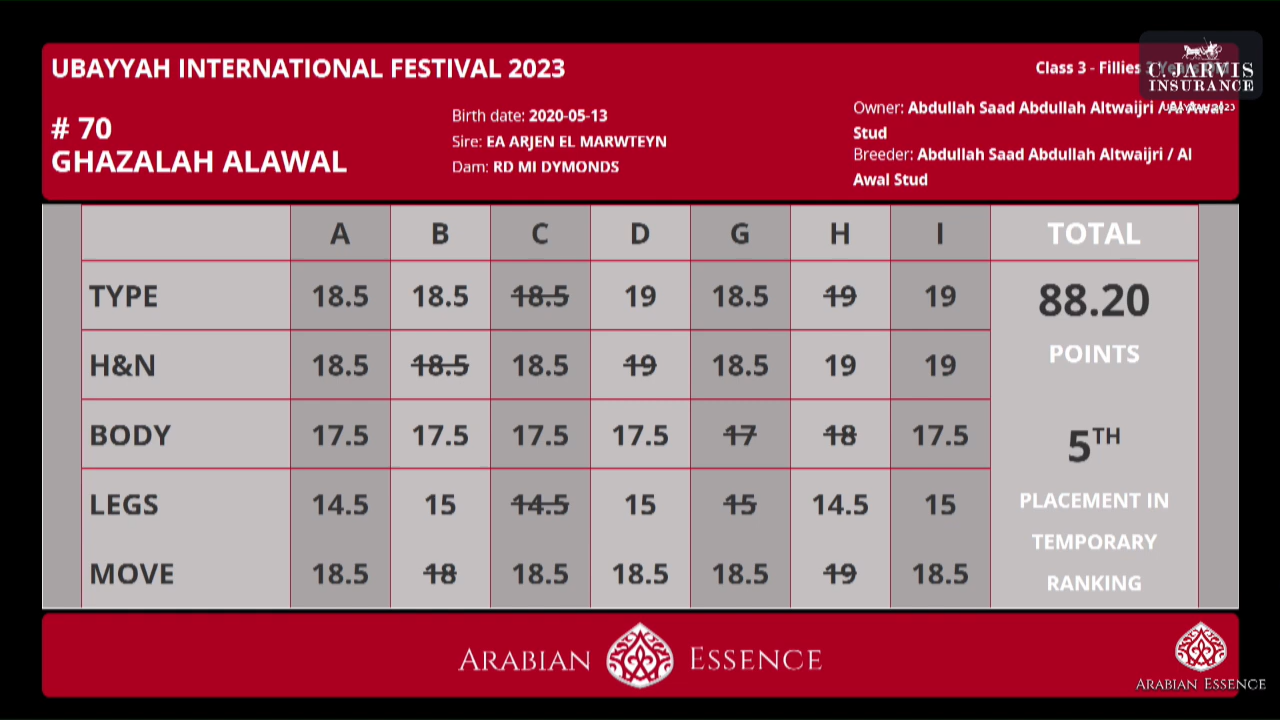 UBAYYAH INTERNATIONAL FESTIVAL 2023
Class 3 - Fillies
C.JARVIS
INSURANCE
# 70
GHAZALAH ALAWAL
Birth date: 2020-05-13
Sire: EA ARJEN EL MARWTEYN
Dam: RD MI DYMONDS
Owner: Abdullah Saad Abdullah Altwaijri / Al Awal
Stud
Breeder: Abdullah Saad Abdullah Altwaijri / Al
Awal Stud
A B C D G H I TOTAL
TYPE 18.5 18.5 18.5 19 18.5 19 19 88.20
POINTS
H&N 18.5 18.5 18.5 19 18.5 19 19
BODY 17.5 17.5 17.5 17.5 17 18 17.5 5TH
LEGS 14.5 15 14.5 15 15 14.5 15 PLACEMENT IN
TEMPORARY
MOVE 18.5 18 18.5 18.5 18.5 19 18.5 RANKING
ARABIAN ESSENCE
ARABIAN ESSENCE